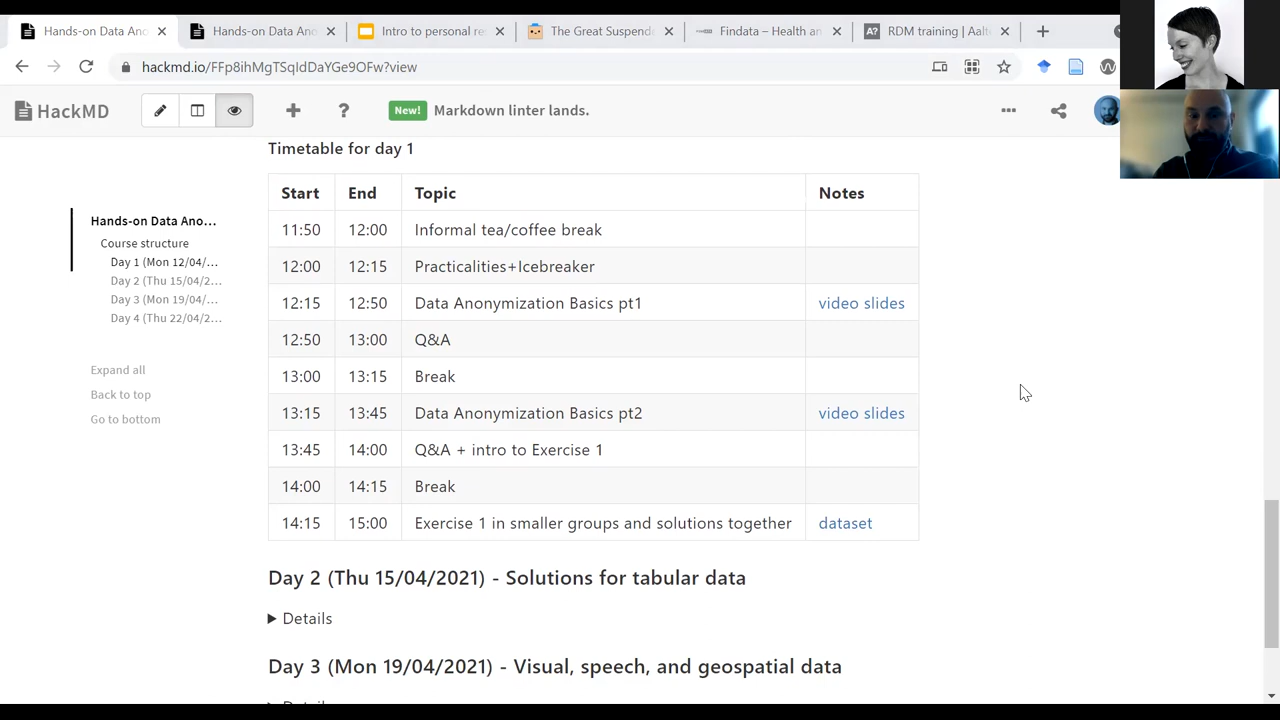 Hands-on Data Ano
Hands-on Data Ano
Intro to persona
The Great Suspend
Findata – Health an
RDM training | Aalt
hackmd.io/FFp8ihMgTSqIdDaYGe9OFw?view
HackMD
New! Markdown linter lands.
Hands-on Data Ano…
Course structure
Day 1 (Mon 12/04/…
Day 2 (Thu 15/04/2…
Day 3 (Mon 19/04/…
Day 4 (Thu 22/04/2…
Expand all
Back to top
Go to bottom
Timetable for day 1
Start End Topic Notes
11:50 12:00 Informal tea/coffee break
12:00 12:15 Practicalities+Icebreaker
12:15 12:50 Data Anonymization Basics pt1 video slides
12:50 13:00 Q&A
13:00 13:15 Break
13:15 13:45 Data Anonymization Basics pt2 video slides
13:45 14:00 Q&A + intro to Exercise 1
14:00 14:15 Break
14:15 15:00 Exercise 1 in smaller groups and solutions together dataset
Day 2 (Thu 15/04/2021) - Solutions for tabular data
Details
Day 3 (Mon 19/04/2021) - Visual, speech, and geospatial data